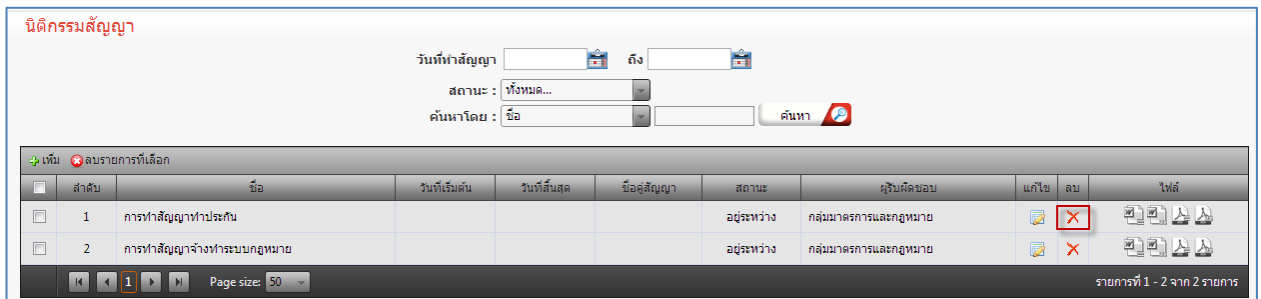 นิติกรรมสัญญา
วันที่ทำสัญญา ถึง
สถานะ : ทั้งหมด...
ค้นหาโดย : ชื่อ ค้นหา
เพิ่ม ลบรายการที่เลือก
ลำดับ ชื่อ วันที่เริ่มต้น วันที่สิ้นสุด ชื่อคู่สัญญา สถานะ ผู้รับผิดชอบ แก้ไข ลบ ไฟล์
1 การทำสัญญาทำประกัน อยู่ระหว่าง กลุ่มมาตรการและกฎหมาย
2 การทำสัญญาจ้างทำระบบกฎหมาย อยู่ระหว่าง กลุ่มมาตรการและกฎหมาย
1 Page size: 50 รายการที่ 1 - 2 จาก 2 รายการ